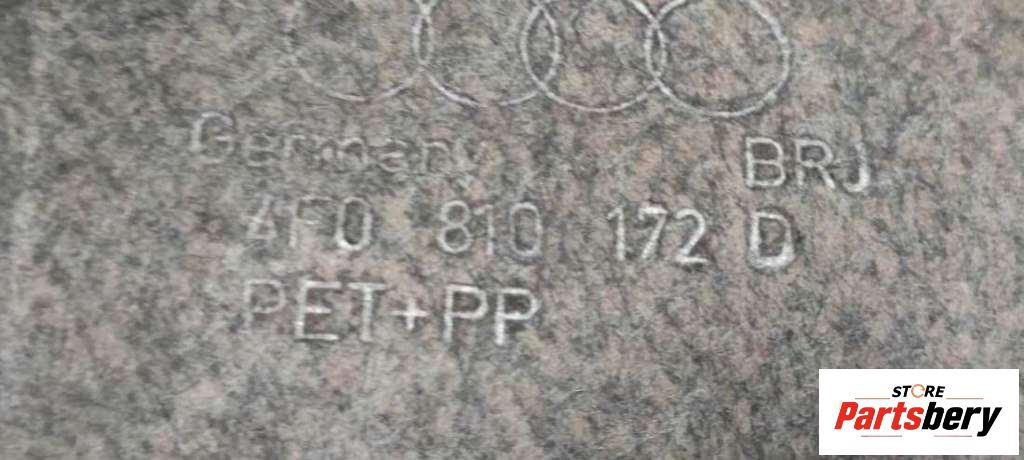 Germany BRJ
4F0 810 172 D
PET+PP
STORE
Partsbery